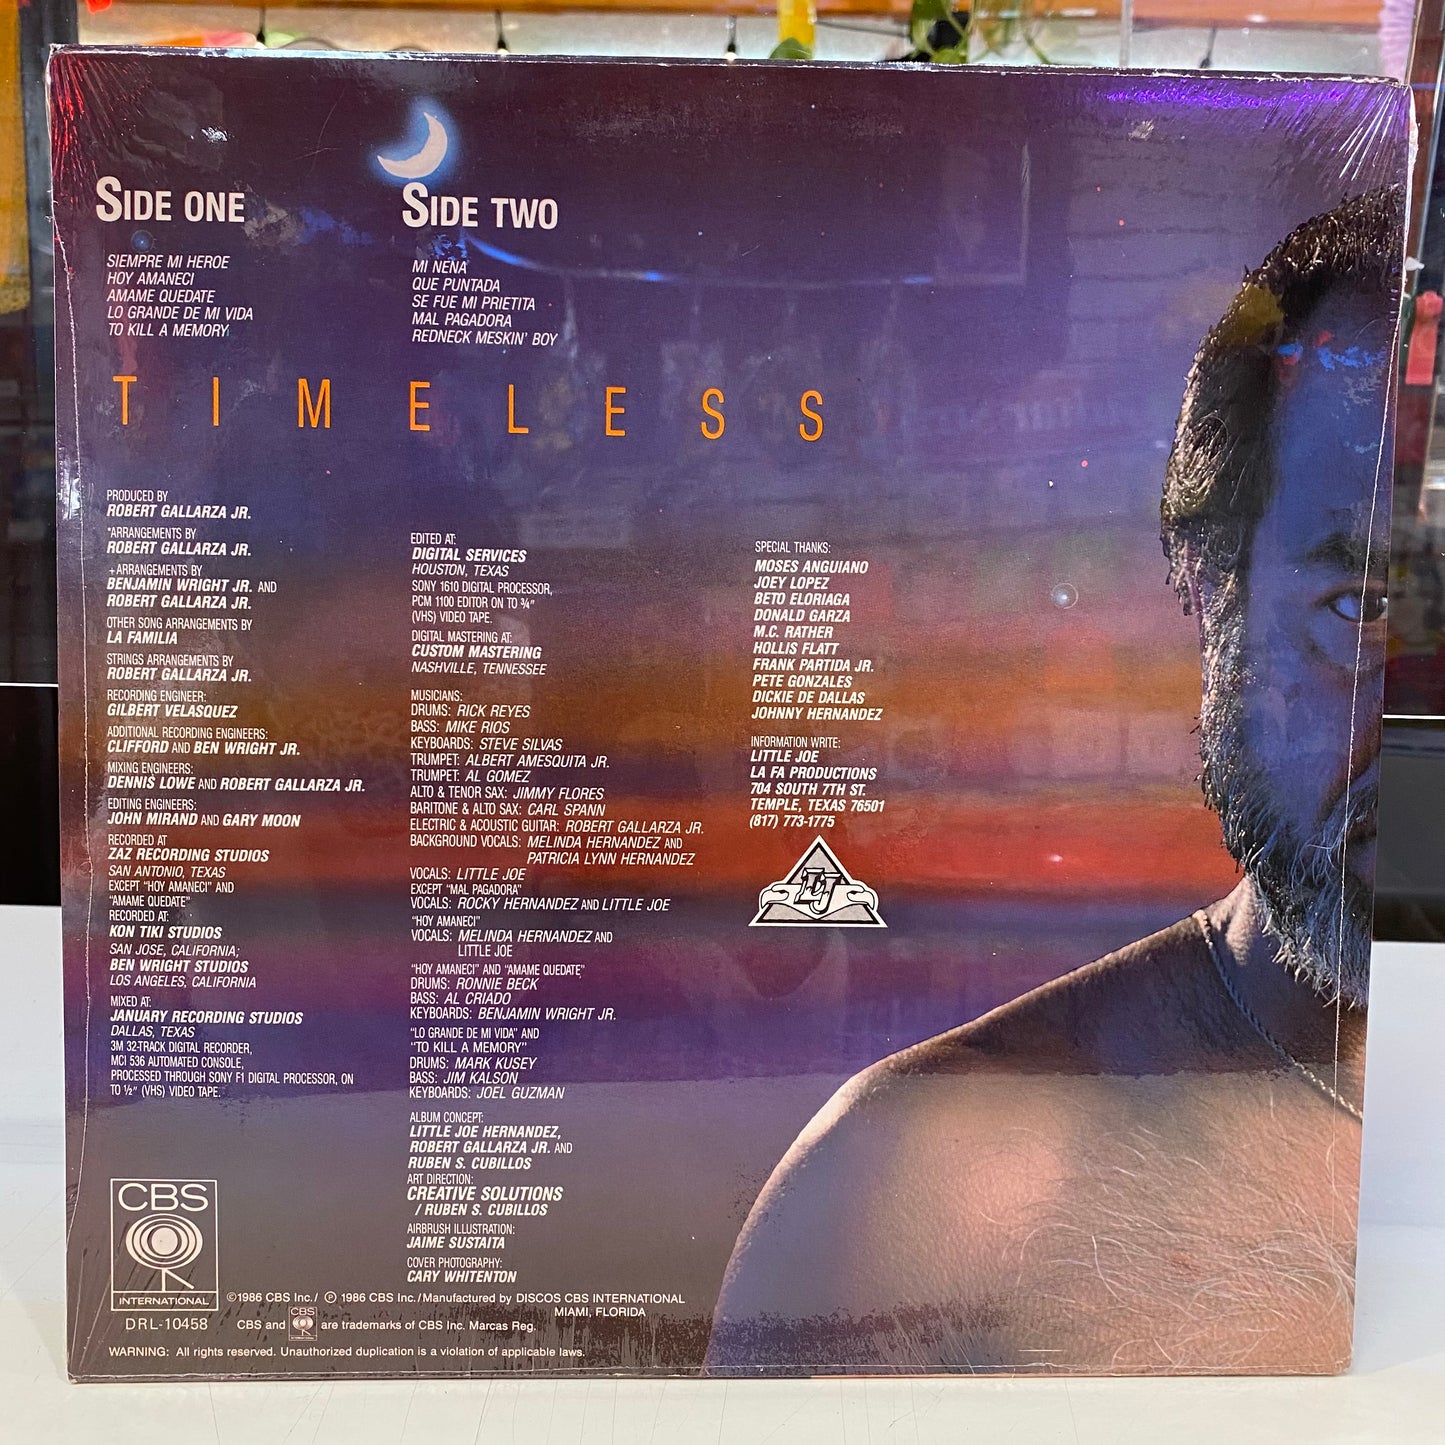 SIDE ONE
SIEMPRE MI HEROE
HOY AMANECI
AMAME QUEDATE
LO GRANDE DE MI VIDA
TO KILL A MEMORY
SIDE TWO
MI NENA
QUE PUNTADA
SE FUE MI PRIETITA
MAL PAGADORA
REDNECK MESKIN' BOY
TIMELESS
PRODUCED BY
ROBERT GALLARZA JR.
*ARRANGEMENTS BY
ROBERT GALLARZA JR.
+ARRANGEMENTS BY
BENJAMIN WRIGHT JR. AND
ROBERT GALLARZA JR.
OTHER SONG ARRANGEMENTS BY
LA FAMILIA
STRINGS ARRANGEMENTS BY
ROBERT GALLARZA JR.
RECORDING ENGINEER:
GILBERT VELASQUEZ
ADDITIONAL RECORDING ENGINEERS:
CLIFFORD AND BEN WRIGHT JR.
MIXING ENGINEERS:
DENNIS LOWE AND ROBERT GALLARZA JR.
EDITING ENGINEERS:
JOHN MIRAND AND GARY MOON
RECORDED AT
ZAZ RECORDING STUDIOS
SAN ANTONIO, TEXAS
EXCEPT "HOY AMANECI" AND
"AMAME QUEDATE"
RECORDED AT:
KON TIKI STUDIOS
SAN JOSE, CALIFORNIA;
BEN WRIGHT STUDIOS
LOS ANGELES, CALIFORNIA
MIXED AT:
JANUARY RECORDING STUDIOS
DALLAS, TEXAS
3M 32-TRACK DIGITAL RECORDER,
MCI 536 AUTOMATED CONSOLE,
PROCESSED THROUGH SONY F1 DIGITAL PROCESSOR, ON
TO ½" (VHS) VIDEO TAPE.
EDITED AT:
DIGITAL SERVICES
HOUSTON, TEXAS
SONY 1610 DIGITAL PROCESSOR,
PCM 1100 EDITOR ON TO ¾"
(VHS) VIDEO TAPE.
DIGITAL MASTERING AT:
CUSTOM MASTERING
NASHVILLE, TENNESSEE
MUSICIANS:
DRUMS: RICK REYES
BASS: MIKE RIOS
KEYBOARDS: STEVE SILVAS
TRUMPET: ALBERT AMESQUITA JR.
TRUMPET: AL GOMEZ
ALTO & TENOR SAX: JIMMY FLORES
BARITONE & ALTO SAX: CARL SPANN
ELECTRIC & ACOUSTIC GUITAR: ROBERT GALLARZA JR.
BACKGROUND VOCALS: MELINDA HERNANDEZ AND
PATRICIA LYNN HERNANDEZ
VOCALS: LITTLE JOE
EXCEPT "MAL PAGADORA"
VOCALS: ROCKY HERNANDEZ AND LITTLE JOE
"HOY AMANECI"
VOCALS: MELINDA HERNANDEZ AND
LITTLE JOE
"HOY AMANECI" AND "AMAME QUEDATE"
DRUMS: RONNIE BECK
BASS: AL CRIADO
KEYBOARDS: BENJAMIN WRIGHT JR.
"LO GRANDE DE MI VIDA" AND
"TO KILL A MEMORY"
DRUMS: MARK KUSEY
BASS: JIM KALSON
KEYBOARDS: JOEL GUZMAN
ALBUM CONCEPT:
LITTLE JOE HERNANDEZ,
ROBERT GALLARZA JR. AND
RUBEN S. CUBILLOS
ART DIRECTION:
CREATIVE SOLUTIONS
/ RUBEN S. CUBILLOS
AIRBRUSH ILLUSTRATION:
JAIME SUSTAITA
COVER PHOTOGRAPHY:
CARY WHITENTON
SPECIAL THANKS:
MOSES ANGUIANO
JOEY LOPEZ
BETO ELORIAGA
DONALD GARZA
M.C. RATHER
HOLLIS FLATT
FRANK PARTIDA JR.
PETE GONZALES
DICKIE DE DALLAS
JOHNNY HERNANDEZ
INFORMATION WRITE:
LITTLE JOE
LA FA PRODUCTIONS
704 SOUTH 7TH ST.
TEMPLE, TEXAS 76501
(817) 773-1775
LJ
CBS
INTERNATIONAL
DRL-10458
©1986 CBS Inc./ ℗ 1986 CBS Inc./Manufactured by DISCOS CBS INTERNATIONAL
MIAMI, FLORIDA
CBS and CBS are trademarks of CBS Inc. Marcas Reg.
WARNING: All rights reserved. Unauthorized duplication is a violation of applicable laws.